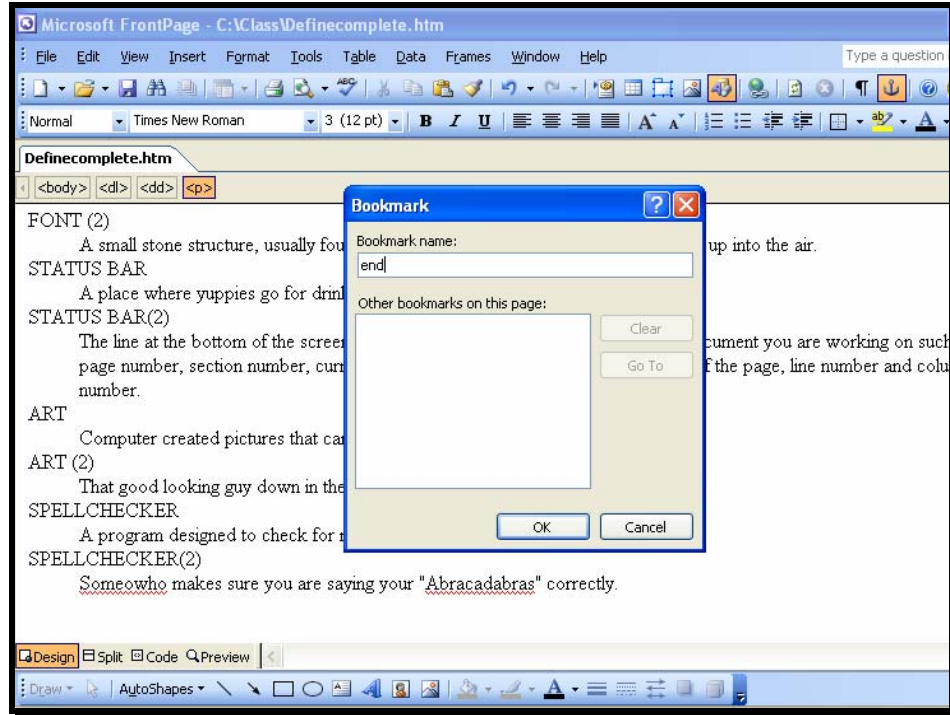 Microsoft FrontPage - C:\Class\Definecomplete.htm
File Edit View Insert Format Tools Table Data Frames Window Help Type a question
Normal Times New Roman 3 (12 pt) B I U A A A
Definecomplete.htm
<body> <dl> <dd> <p>
Bookmark
Bookmark name:
end
Other bookmarks on this page:
Clear
Go To
OK Cancel
FONT (2)
A small stone structure, usually fou up into the air.
STATUS BAR
A place where yuppies go for drin
STATUS BAR(2)
The line at the bottom of the scree cument you are working on such
page number, section number, curr f the page, line number and colu
number.
ART
Computer created pictures that ca
ART (2)
That good looking guy down in the
SPELLCHECKER
A program designed to check for
SPELLCHECKER(2)
Someowho makes sure you are saying your "Abracadabras" correctly.
Design Split Code Preview
Draw AutoShapes A